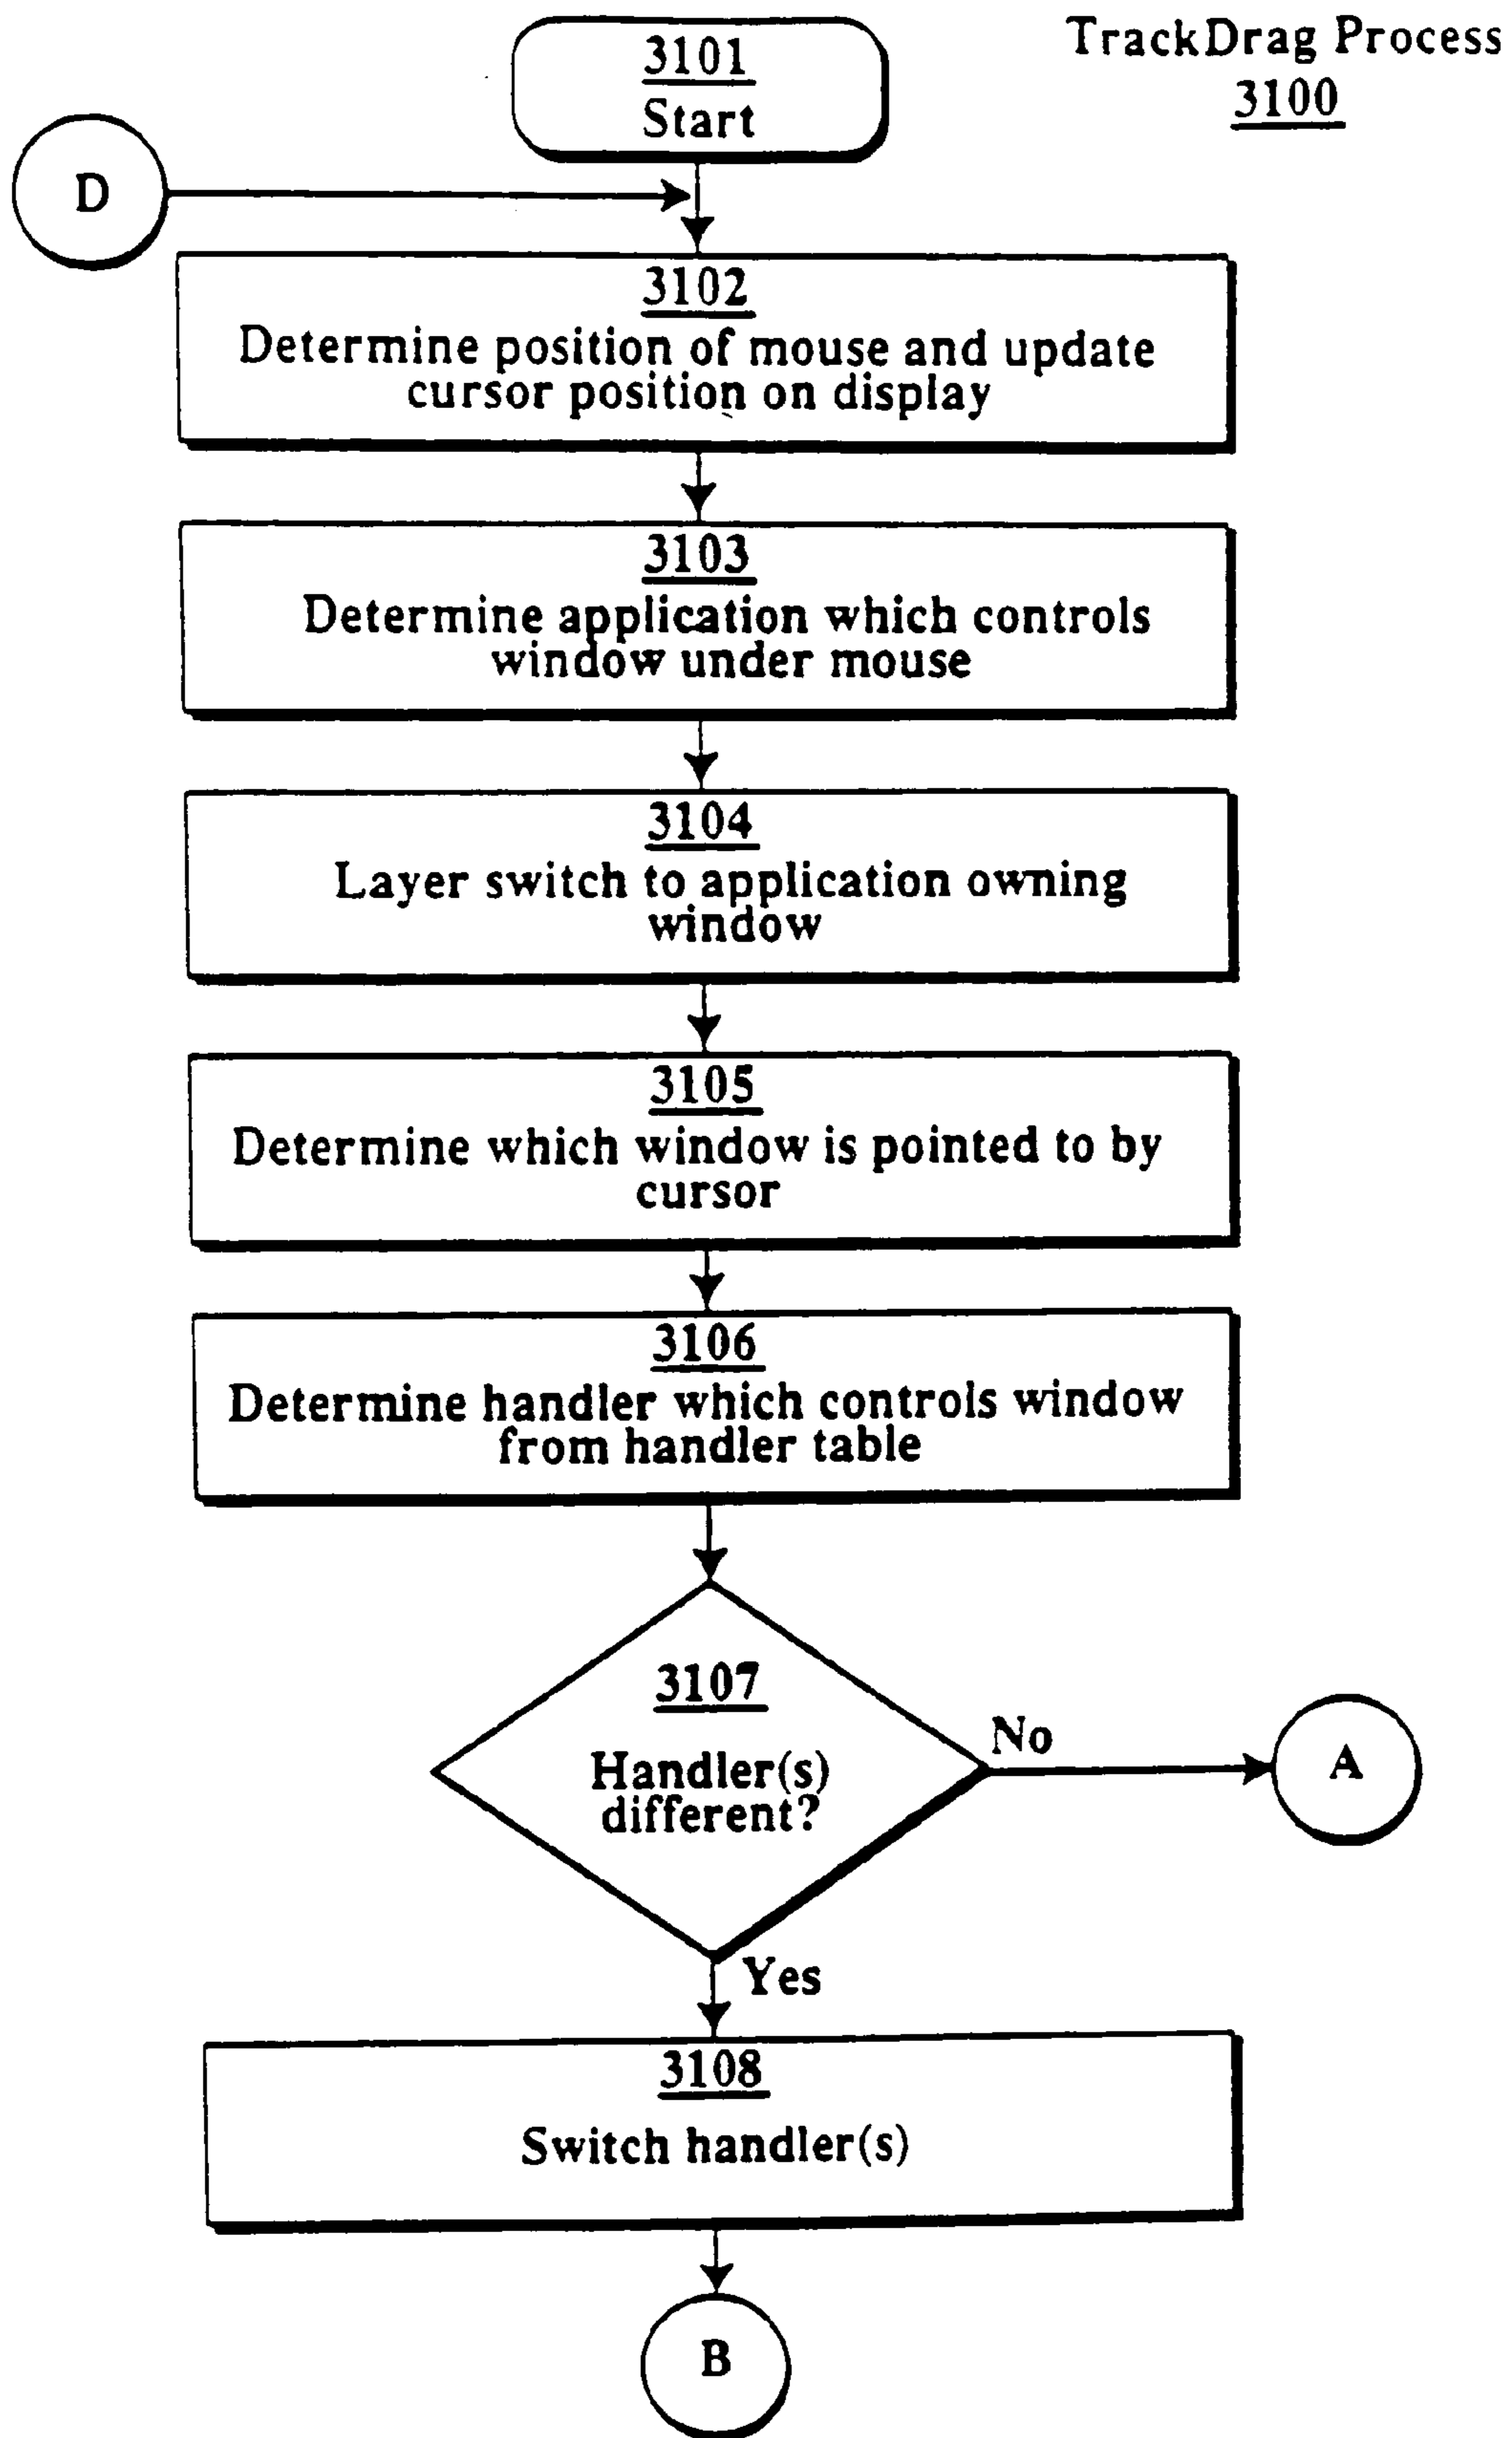 TrackDrag Process
3100
3101
Start
D
3102
Determine position of mouse and update
cursor position on display
3103
Determine application which controls
window under mouse
3104
Layer switch to application owning
window
3105
Determine which window is pointed to by
cursor
3106
Determine handler which controls window
from handler table
3107
Handler(s)
different?
No
A
Yes
3108
Switch handler(s)
B